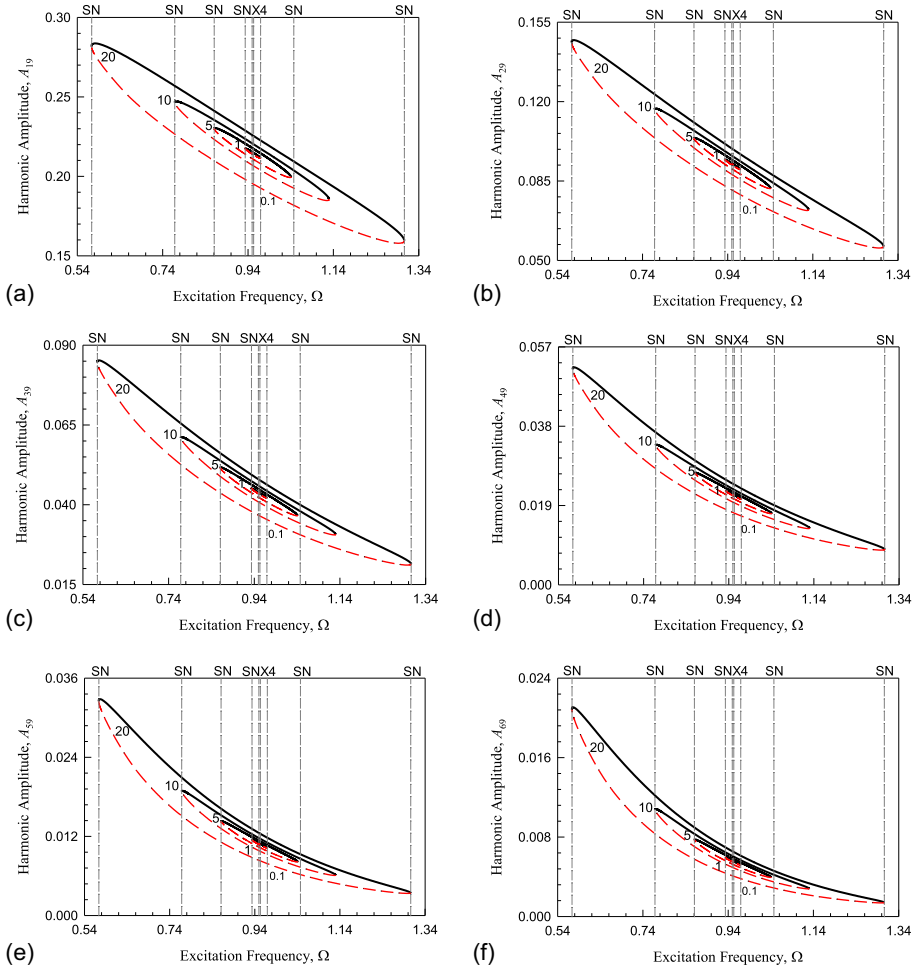 SN SN SN SNX4 SN SN
0.30
0.25
0.20
0.15
Harmonic Amplitude, A19
20
10
5
1
0.1
0.54 0.74 0.94 1.14 1.34
(a) Excitation Frequency, Ω
SN SN SN SNX4 SN SN
0.155
0.120
0.085
0.050
Harmonic Amplitude, A29
20
10
5
1
0.1
0.54 0.74 0.94 1.14 1.34
(b) Excitation Frequency, Ω
SN SN SN SNX4 SN SN
0.090
0.065
0.040
0.015
Harmonic Amplitude, A39
20
10
5
1
0.1
0.54 0.74 0.94 1.14 1.34
(c) Excitation Frequency, Ω
SN SN SN SNX4 SN SN
0.057
0.038
0.019
0.000
Harmonic Amplitude, A49
20
10
5
1
0.1
0.54 0.74 0.94 1.14 1.34
(d) Excitation Frequency, Ω
SN SN SN SNX4 SN SN
0.036
0.024
0.012
0.000
Harmonic Amplitude, A59
20
10
5
1
0.1
0.54 0.74 0.94 1.14 1.34
(e) Excitation Frequency, Ω
SN SN SN SNX4 SN SN
0.024
0.016
0.008
0.000
Harmonic Amplitude, A69
20
10
5
1
0.1
0.54 0.74 0.94 1.14 1.34
(f) Excitation Frequency, Ω